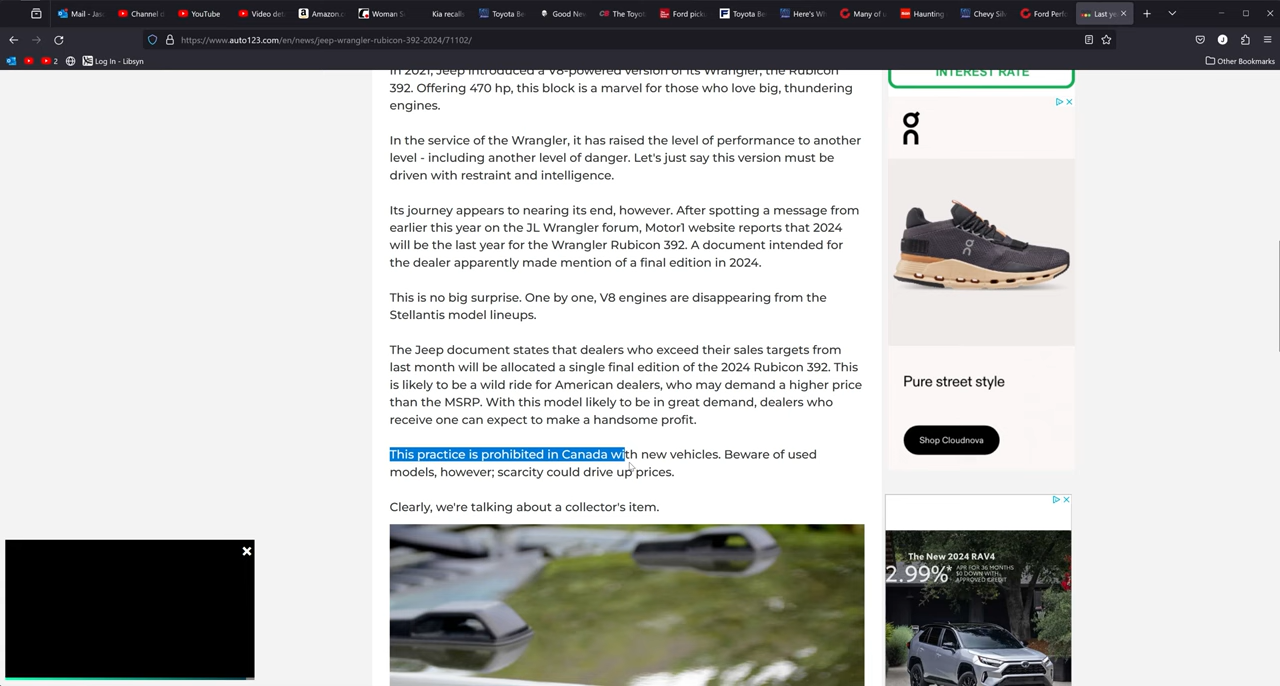 Mail - Jas
Channel d
YouTube
Video det
Amazon.c
Woman S
Kia recall
Toyota Be
Good New
The Toyot
Ford pick
Toyota Be
Here's Wh
Many of u
Haunting
Chevy Silv
Ford Perf
Last ye
https://www.auto123.com/en/news/jeep-wrangler-rubicon-392-2024/71102/
J
2
Log In - Libsyn
Other Bookmarks
In 2021, Jeep introduced a V8-powered version of its Wrangler, the Rubicon
392. Offering 470 hp, this block is a marvel for those who love big, thundering
engines.
In the service of the Wrangler, it has raised the level of performance to another
level - including another level of danger. Let's just say this version must be
driven with restraint and intelligence.
Its journey appears to nearing its end, however. After spotting a message from
earlier this year on the JL Wrangler forum, Motor1 website reports that 2024
will be the last year for the Wrangler Rubicon 392. A document intended for
the dealer apparently made mention of a final edition in 2024.
This is no big surprise. One by one, V8 engines are disappearing from the
Stellantis model lineups.
The Jeep document states that dealers who exceed their sales targets from
last month will be allocated a single final edition of the 2024 Rubicon 392. This
is likely to be a wild ride for American dealers, who may demand a higher price
than the MSRP. With this model likely to be in great demand, dealers who
receive one can expect to make a handsome profit.
This practice is prohibited in Canada with new vehicles. Beware of used
models, however; scarcity could drive up prices.
Clearly, we're talking about a collector's item.
INTEREST RATE
Pure street style
Shop Cloudnova
The New 2024 RAV4
2.99%*
APR FOR 36 MONTHS
$0 DOWN WITH
APPROVED CREDIT